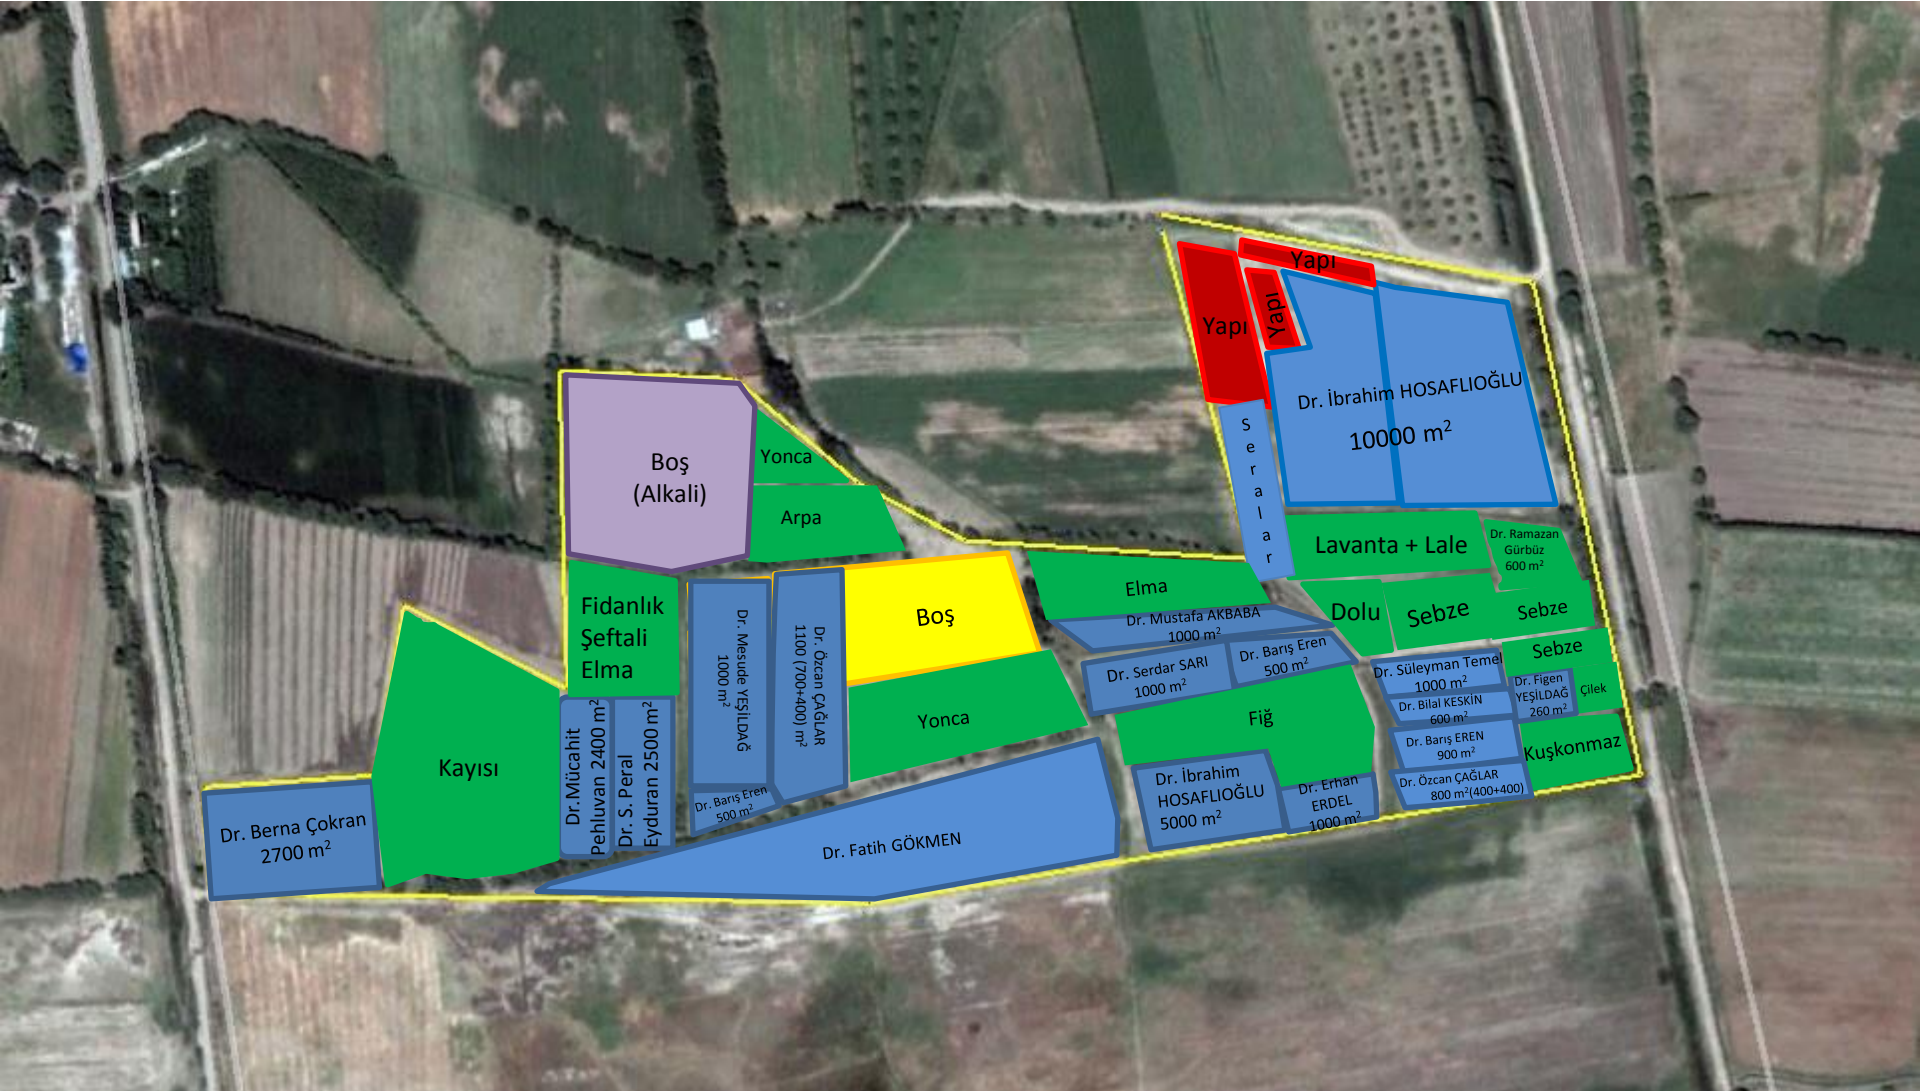 Yapı
Yapı
Yapı
Dr. İbrahim HOSAFLIOĞLU
10000 m²
Seralar
Boş
(Alkali)
Yonca
Arpa
Lavanta + Lale
Dr. Ramazan
Gürbüz
600 m²
Elma
Dolu
Sebze
Sebze
Sebze
Fidanlık
Şeftali
Elma
Dr. Mesude YEŞİLDAĞ
1000 m²
Dr. Özcan ÇAĞLAR
1100 (700+400) m²
Boş
Dr. Mustafa AKBABA
1000 m²
Dr. Serdar SARI
1000 m²
Dr. Barış Eren
500 m²
Dr. Süleyman Temel
1000 m²
Dr. Figen
YEŞİLDAĞ
260 m²
Çilek
Dr. Bilal KESKİN
600 m²
Yonca
Fiğ
Dr. Barış EREN
900 m²
Kuşkonmaz
Kayısı
Dr.Mücahit
Pehluvan 2400 m²
Dr. S. Peral
Eyduran 2500 m²
Dr. Barış Eren
500 m²
Dr. İbrahim
HOSAFLIOĞLU
5000 m²
Dr. Erhan
ERDEL
1000 m²
Dr. Özcan ÇAĞLAR
800 m²(400+400)
Dr. Berna Çokran
2700 m²
Dr. Fatih GÖKMEN